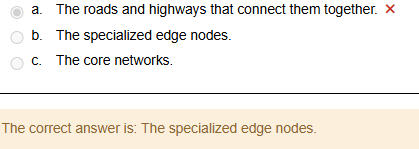 a. The roads and highways that connect them together. ✕
b. The specialized edge nodes.
c. The core networks.
The correct answer is: The specialized edge nodes.